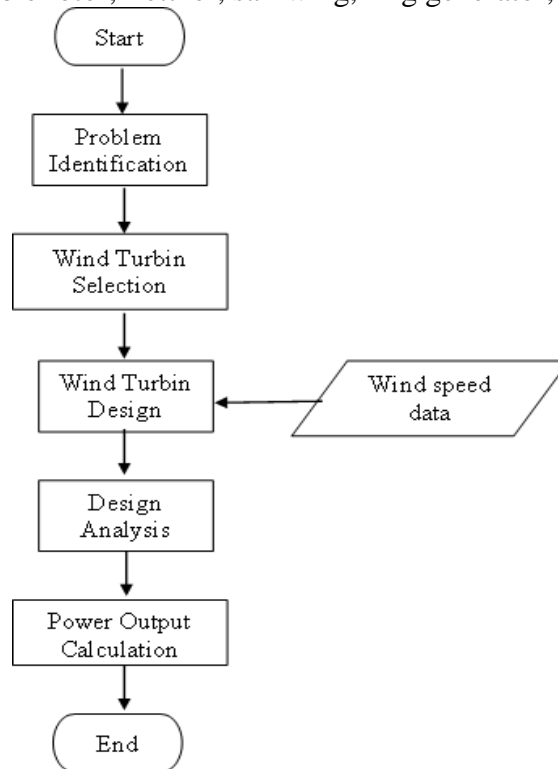 Start
Problem
Identification
Wind Turbin
Selection
Wind Turbin
Design
Wind speed
data
Design
Analysis
Power Output
Calculation
End